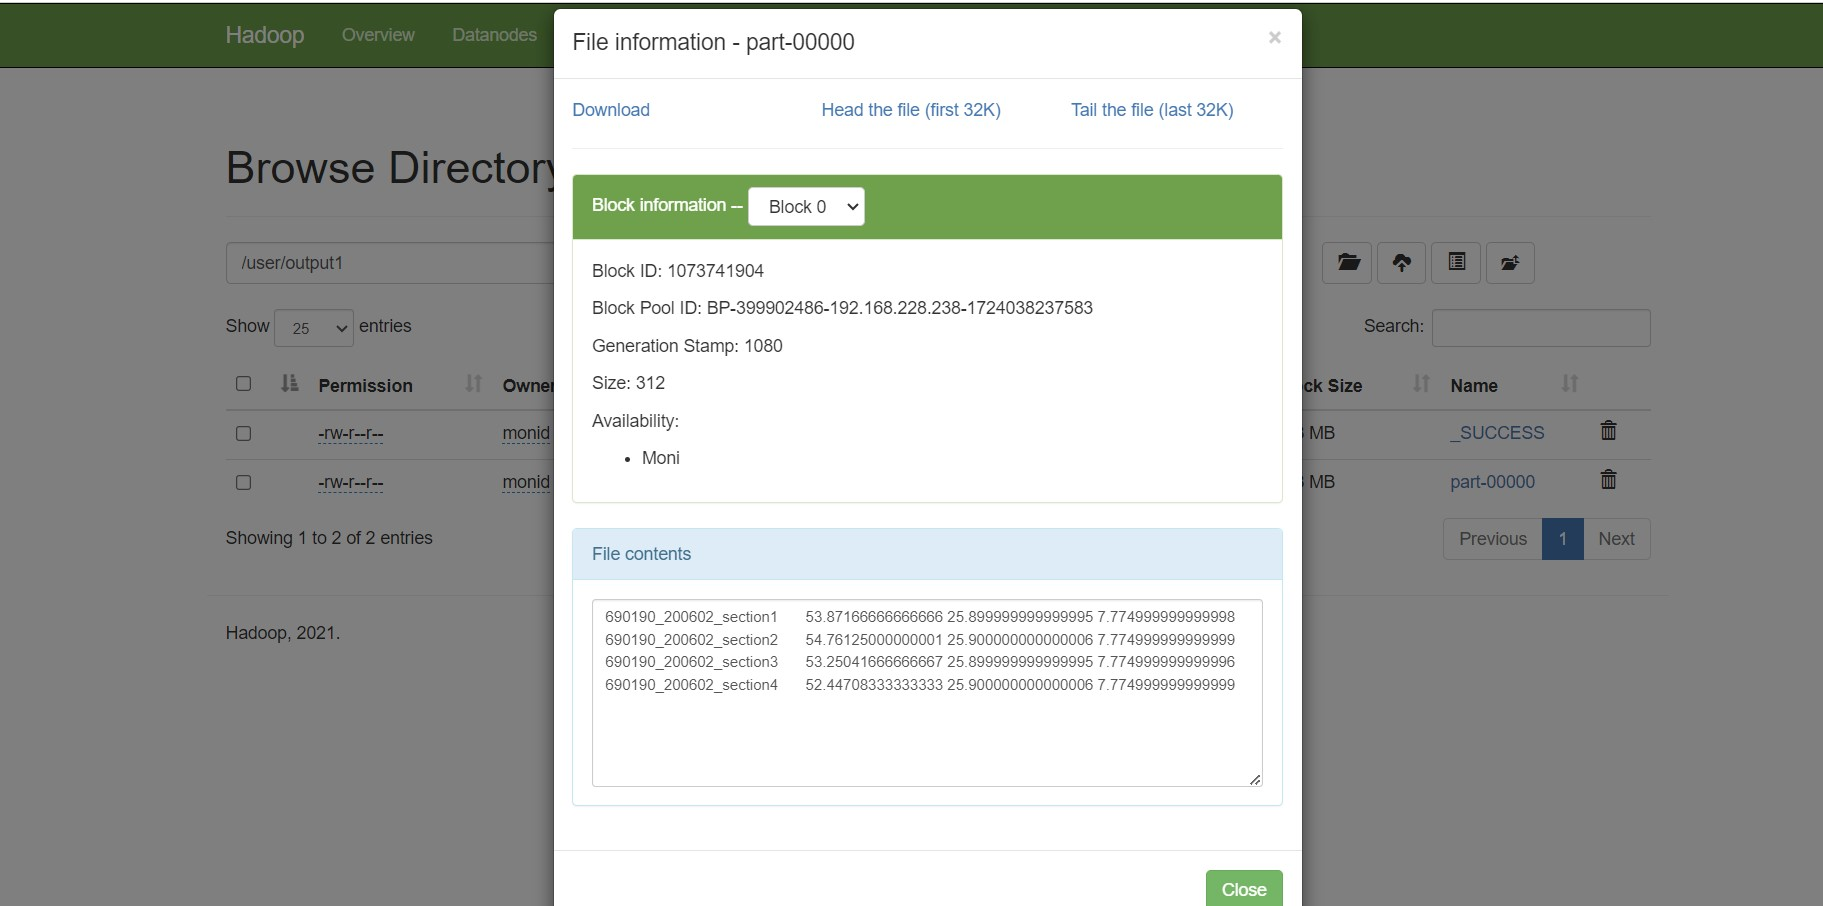 Hadoop Overview Datanodes
File information - part-00000 ×
Download Head the file (first 32K) Tail the file (last 32K)
Browse Directory
Block information -- Block 0
/user/output1
Block ID: 1073741904
Block Pool ID: BP-399902486-192.168.228.238-1724038237583
Show 25 entries
Search:
Generation Stamp: 1080
Size: 312
Permission Owner
ck Size Name
Availability:
-rw-r--r-- monid
MB _SUCCESS
Moni
-rw-r--r-- monid
MB part-00000
Showing 1 to 2 of 2 entries
Previous 1 Next
File contents
690190_200602_section1 53.87166666666666 25.899999999999995 7.774999999999998
690190_200602_section2 54.76125000000001 25.900000000000006 7.774999999999999
690190_200602_section3 53.25041666666667 25.899999999999995 7.774999999999996
690190_200602_section4 52.44708333333333 25.900000000000006 7.774999999999999
Hadoop, 2021.
Close